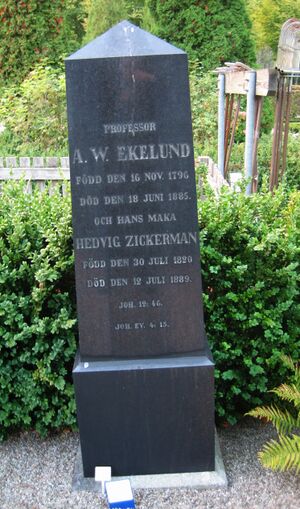 PROFESSOR
A. W. EKELUND
FÖDD DEN 16 NOV. 1796
DÖD DEN 18 JUNI 1885.
OCH HANS MAKA
HEDVIG ZICKERMAN
FÖDD DEN 30 JULI 1820
DÖD DEN 12 JULI 1889.
JOH. 12: 46.
JOH. EV. 4: 15.